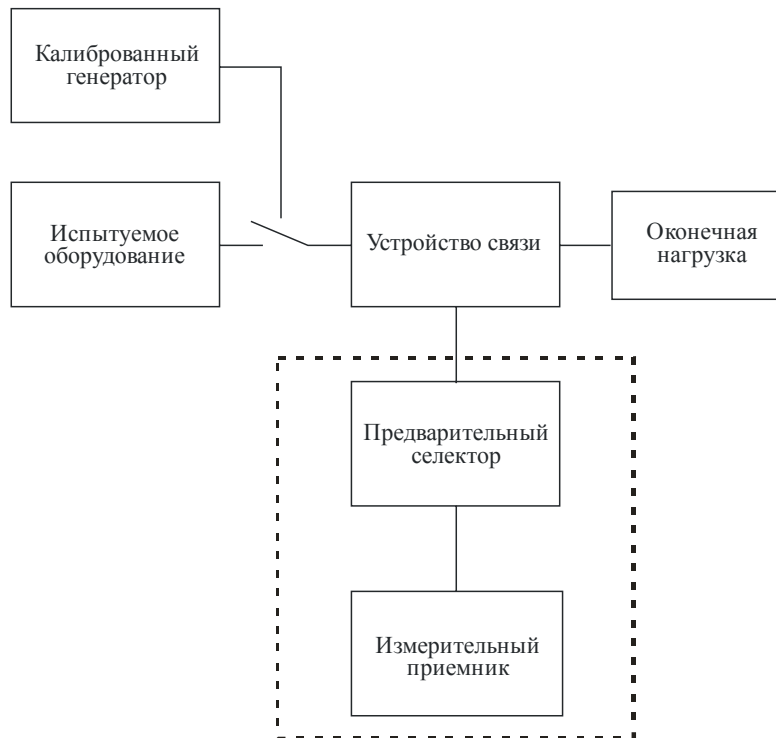 Калиброванный
генератор
Испытуемое
оборудование
Устройство связи
Оконечная
нагрузка
Предварительный
селектор
Измерительный
приемник